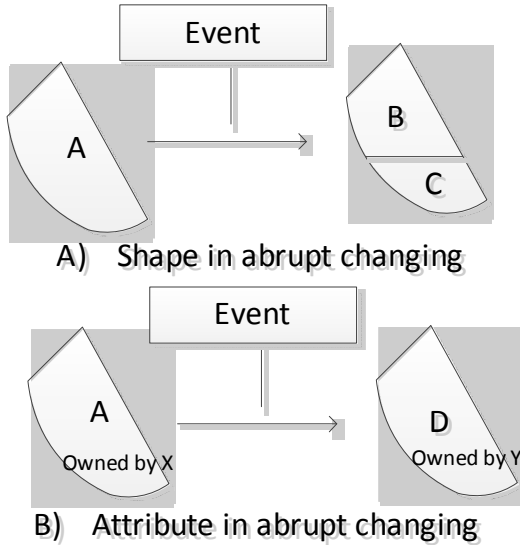 Event
A
B
C
A) Shape in abrupt changing
Event
A
Owned by X
D
Owned by Y
B) Attribute in abrupt changing